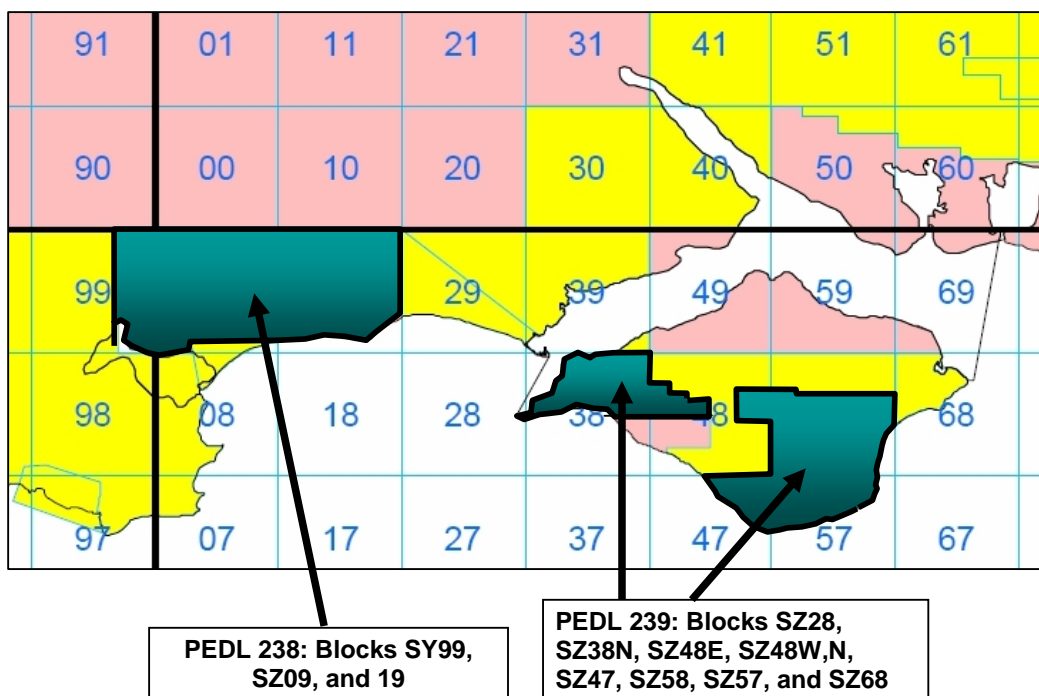 91 01 11 21 31 41 51 61
90 00 10 20 30 40 50 60
99 29 39 49 59 69
98 08 18 28 38 48 68
97 07 17 27 37 47 57 67
PEDL 238: Blocks SY99,
SZ09, and 19
PEDL 239: Blocks SZ28,
SZ38N, SZ48E, SZ48W,N,
SZ47, SZ58, SZ57, and SZ68